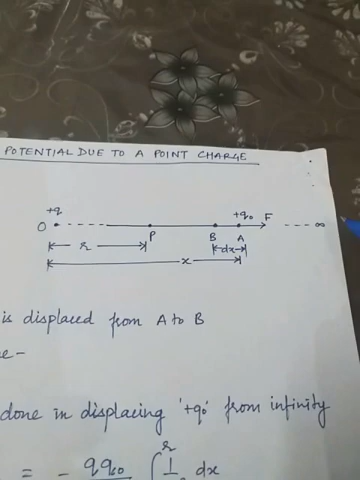 POTENTIAL DUE TO A POINT CHARGE
+q +q₀ F
O P B A ∞
r dx
x
is displaced from A to B
done in displacing '+q₀' from infinity
= - qq₀ ∫ʳ 1 dx